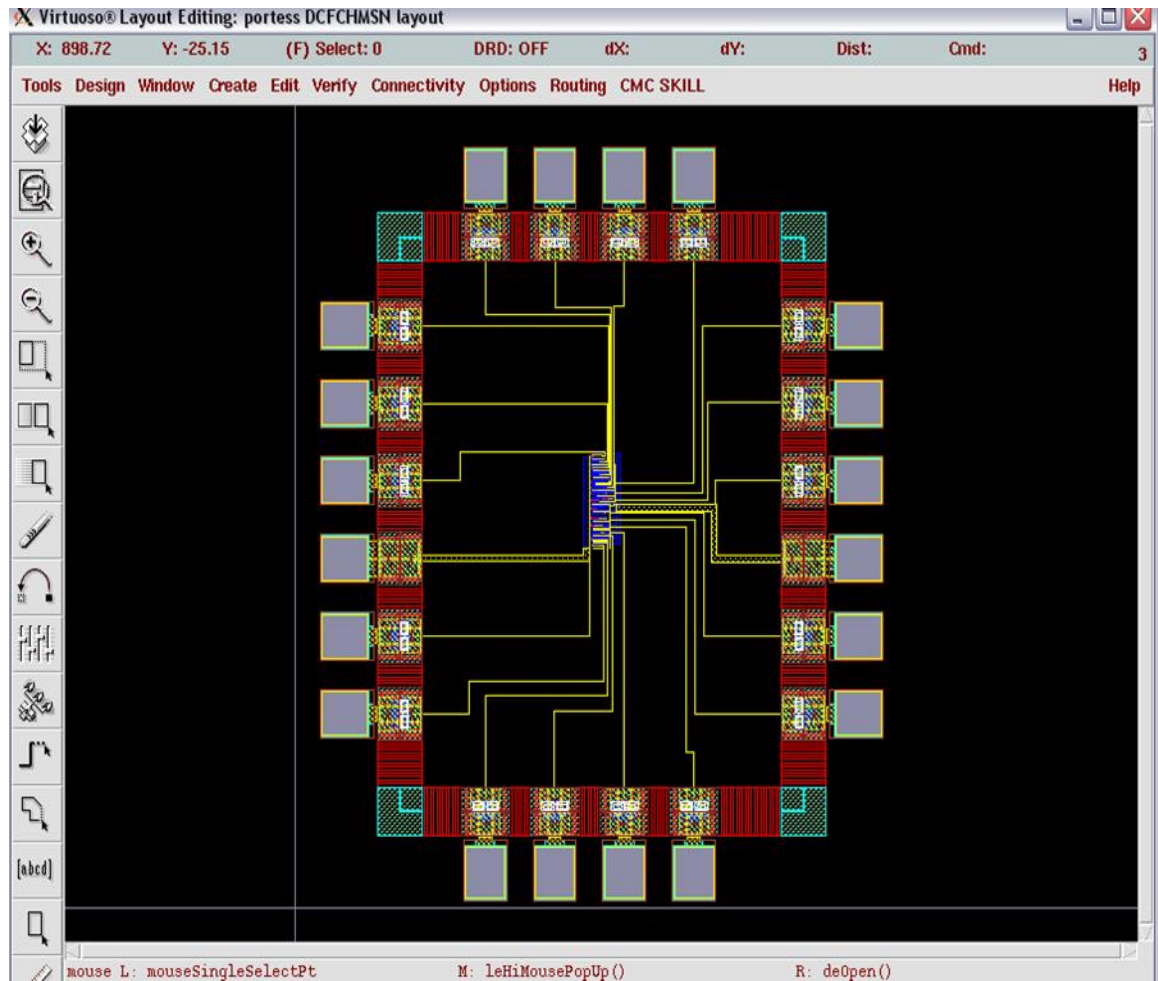 Virtuoso® Layout Editing: portess DCFCHMSN layout
X: 898.72 Y: -25.15 (F) Select: 0 DRD: OFF dX: dY: Dist: Cmd: 3
Tools Design Window Create Edit Verify Connectivity Options Routing CMC SKILL Help
[abcd]
mouse L: mouseSingleSelectPt M: leHiMousePopUp() R: deOpen()